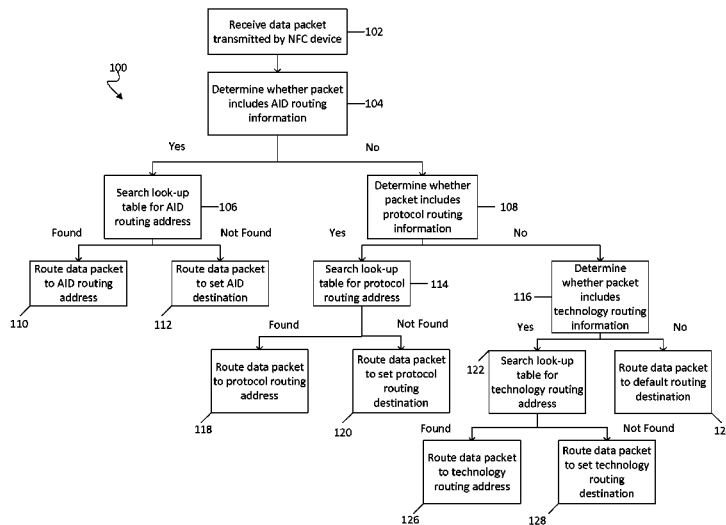 Receive data packet
transmitted by NFC device
102
100
Determine whether packet
includes AID routing
information
104
Yes
No
Search look-up
table for AID
routing address
106
Determine whether
packet includes
protocol routing
information
108
Found
Not Found
Yes
No
Route data packet
to AID routing
address
110
Route data packet
to set AID
destination
112
Search look-up
table for protocol
routing address
114
Determine
whether packet
includes
technology routing
information
116
Found
Not Found
Yes
No
Route data packet
to protocol routing
address
118
Route data packet
to set protocol
routing
destination
120
Search look-up
table for
technology routing
address
122
Route data packet
to default routing
destination
12
Found
Not Found
Route data packet
to technology
routing address
126
Route data packet
to set technology
routing
destination
128